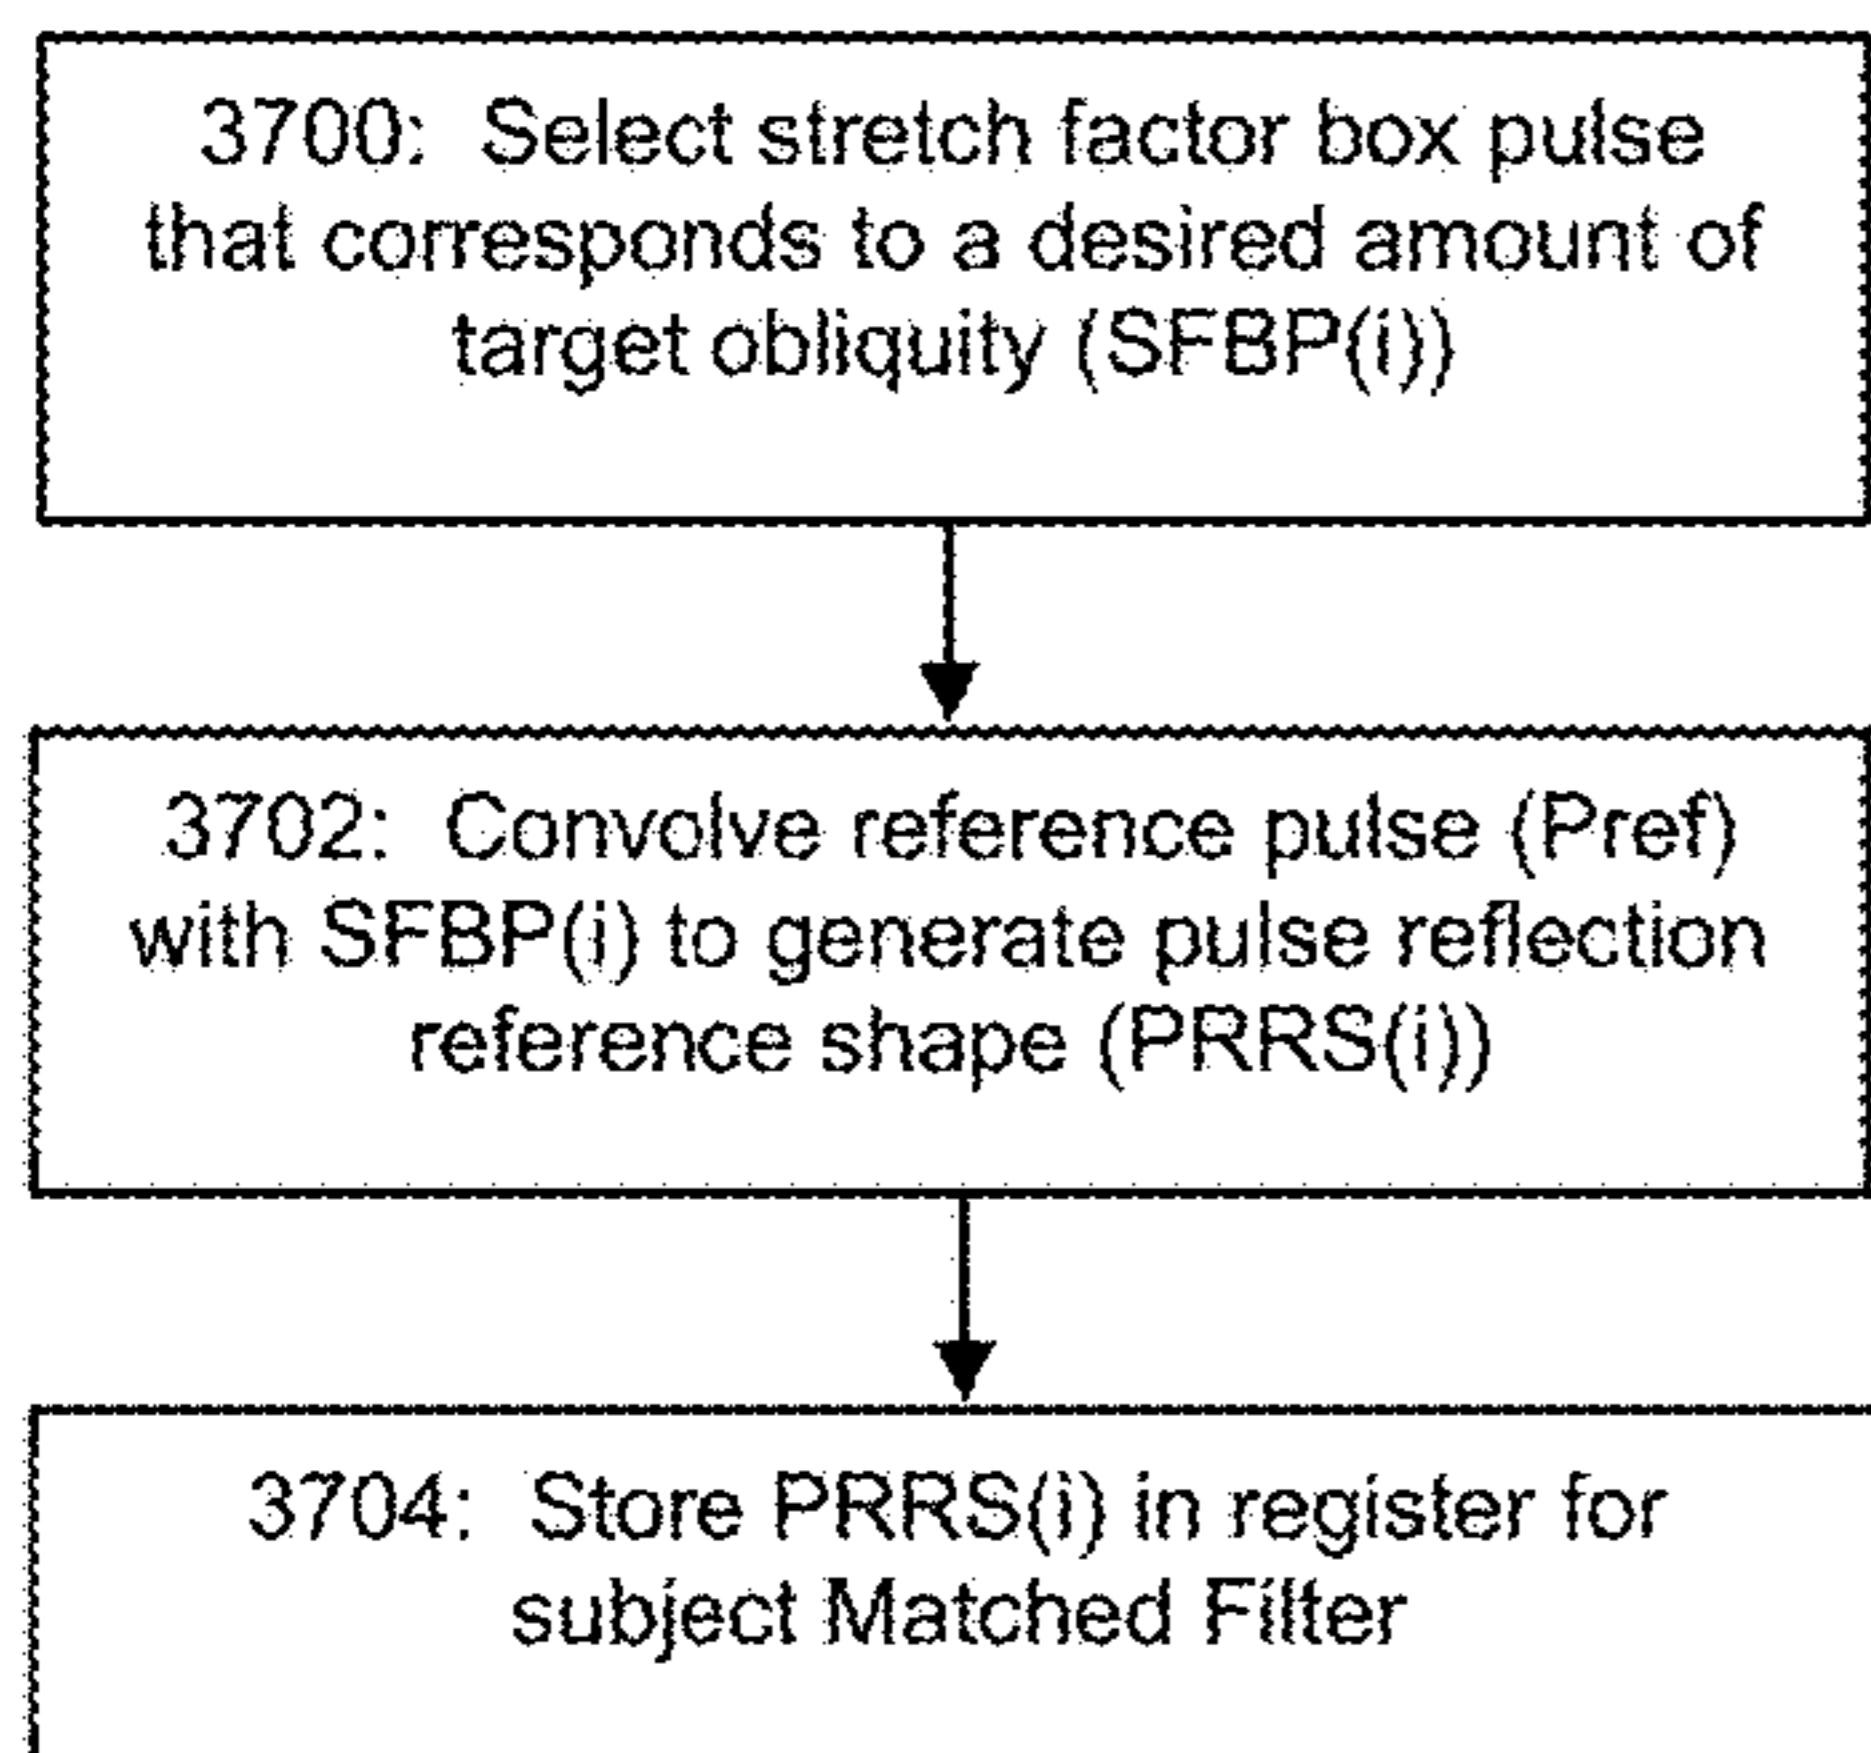 3700: Select stretch factor box pulse
that corresponds to a desired amount of
target obliquity (SFBP(i))
3702: Convolve reference pulse (Pref)
with SFBP(i) to generate pulse reflection
reference shape (PRRS(i))
3704: Store PRRS(i) in register for
subject Matched Filter